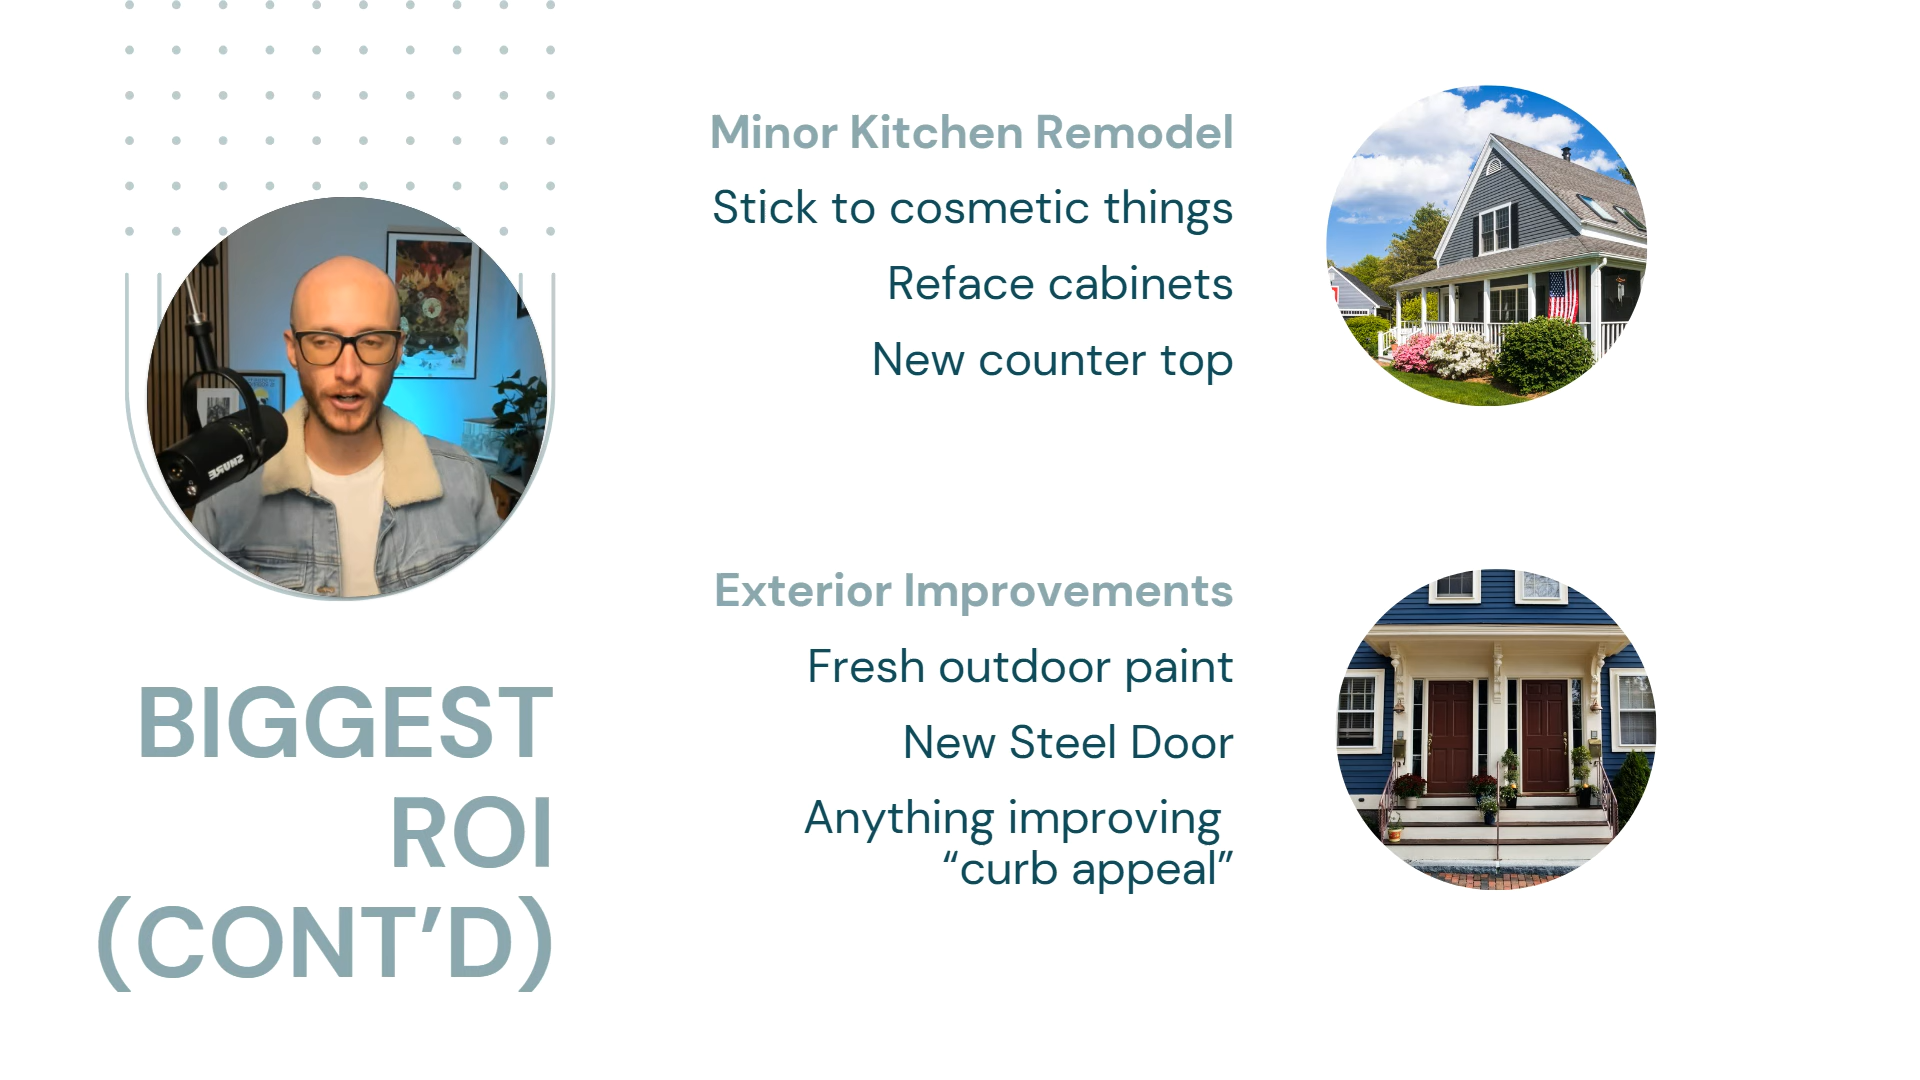 Minor Kitchen Remodel
Stick to cosmetic things
Reface cabinets
New counter top
SHURE
Exterior Improvements
Fresh outdoor paint
New Steel Door
Anything improving
“curb appeal”
BIGGEST
ROI
(CONT’D)